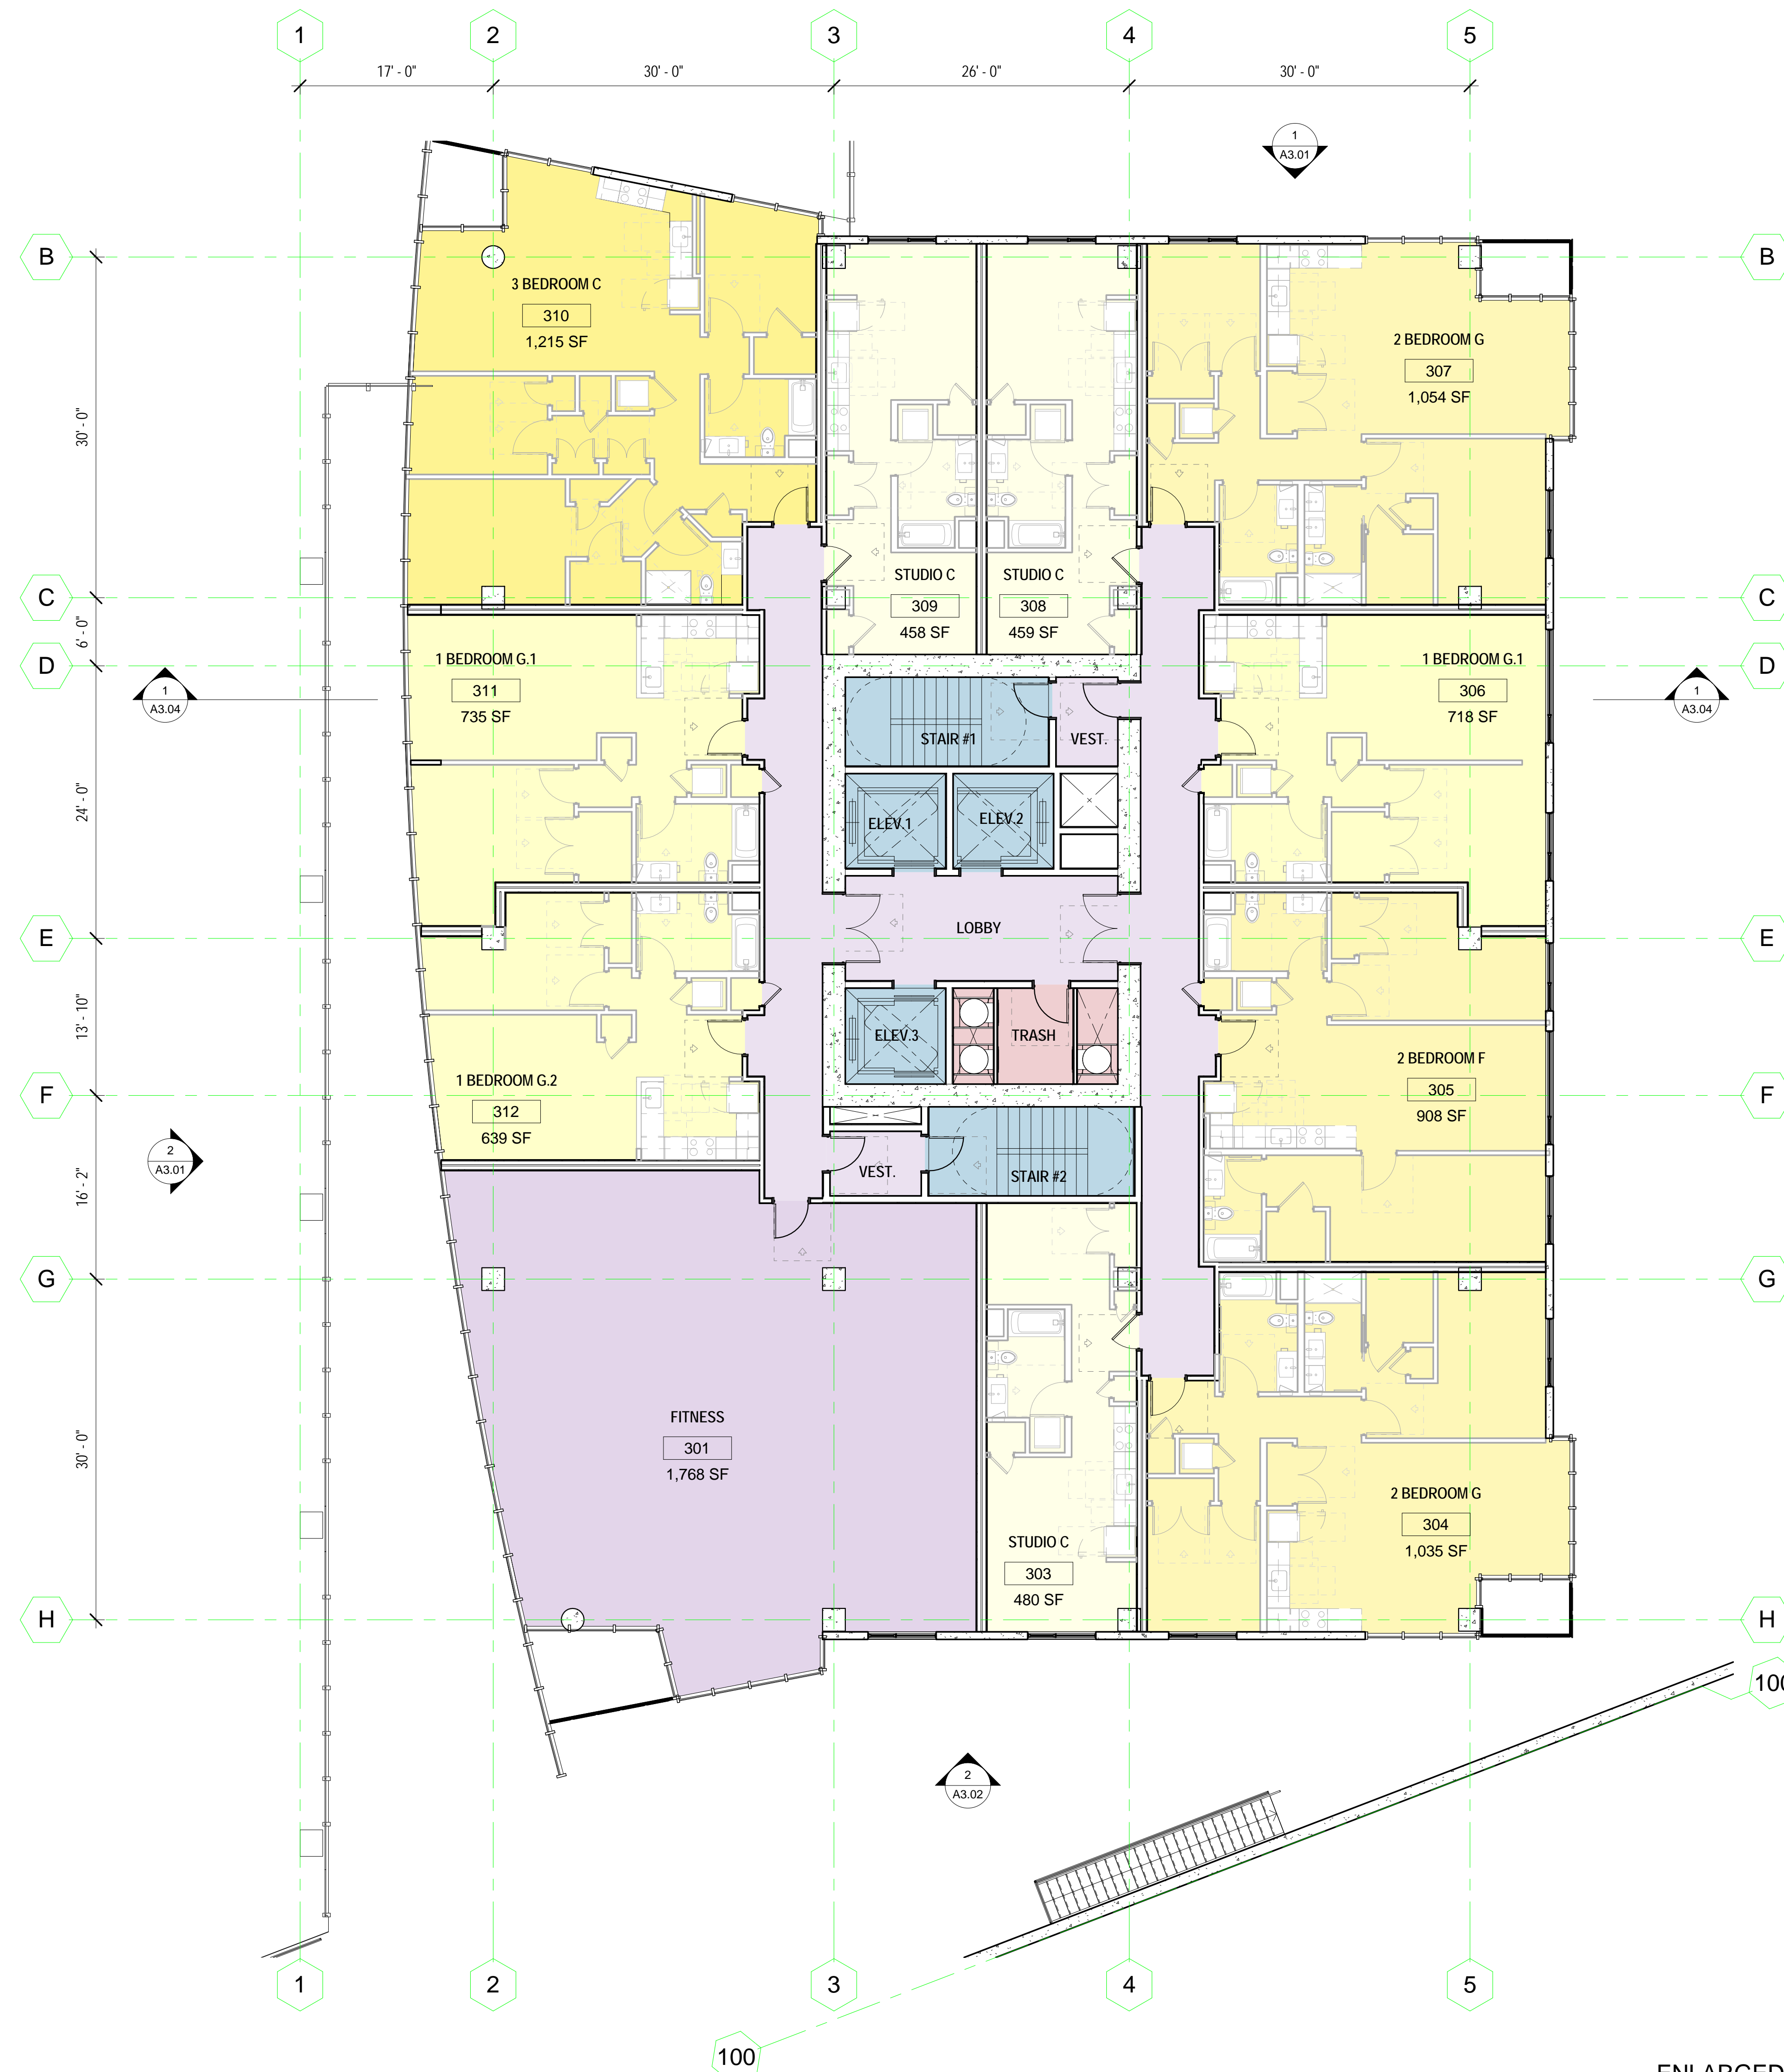 1
2
3
4
5
17' - 0"
30' - 0"
26' - 0"
30' - 0"
1
A3.01
B
B
3 BEDROOM C
310
1,215 SF
2 BEDROOM G
307
1,054 SF
30' - 0"
STUDIO C
309
458 SF
STUDIO C
308
459 SF
C
C
6' - 0"
D
D
1 BEDROOM G.1
311
735 SF
1 BEDROOM G.1
306
718 SF
1
A3.04
1
A3.04
STAIR #1
VEST.
24' - 0"
ELEV.1
ELEV.2
LOBBY
E
E
13' - 10"
ELEV.3
TRASH
1 BEDROOM G.2
312
639 SF
2 BEDROOM F
305
908 SF
F
F
2
A3.01
16' - 2"
VEST.
STAIR #2
G
G
FITNESS
301
1,768 SF
30' - 0"
STUDIO C
303
480 SF
2 BEDROOM G
304
1,035 SF
H
H
100
2
A3.02
1
2
3
4
5
100
ENLARGED